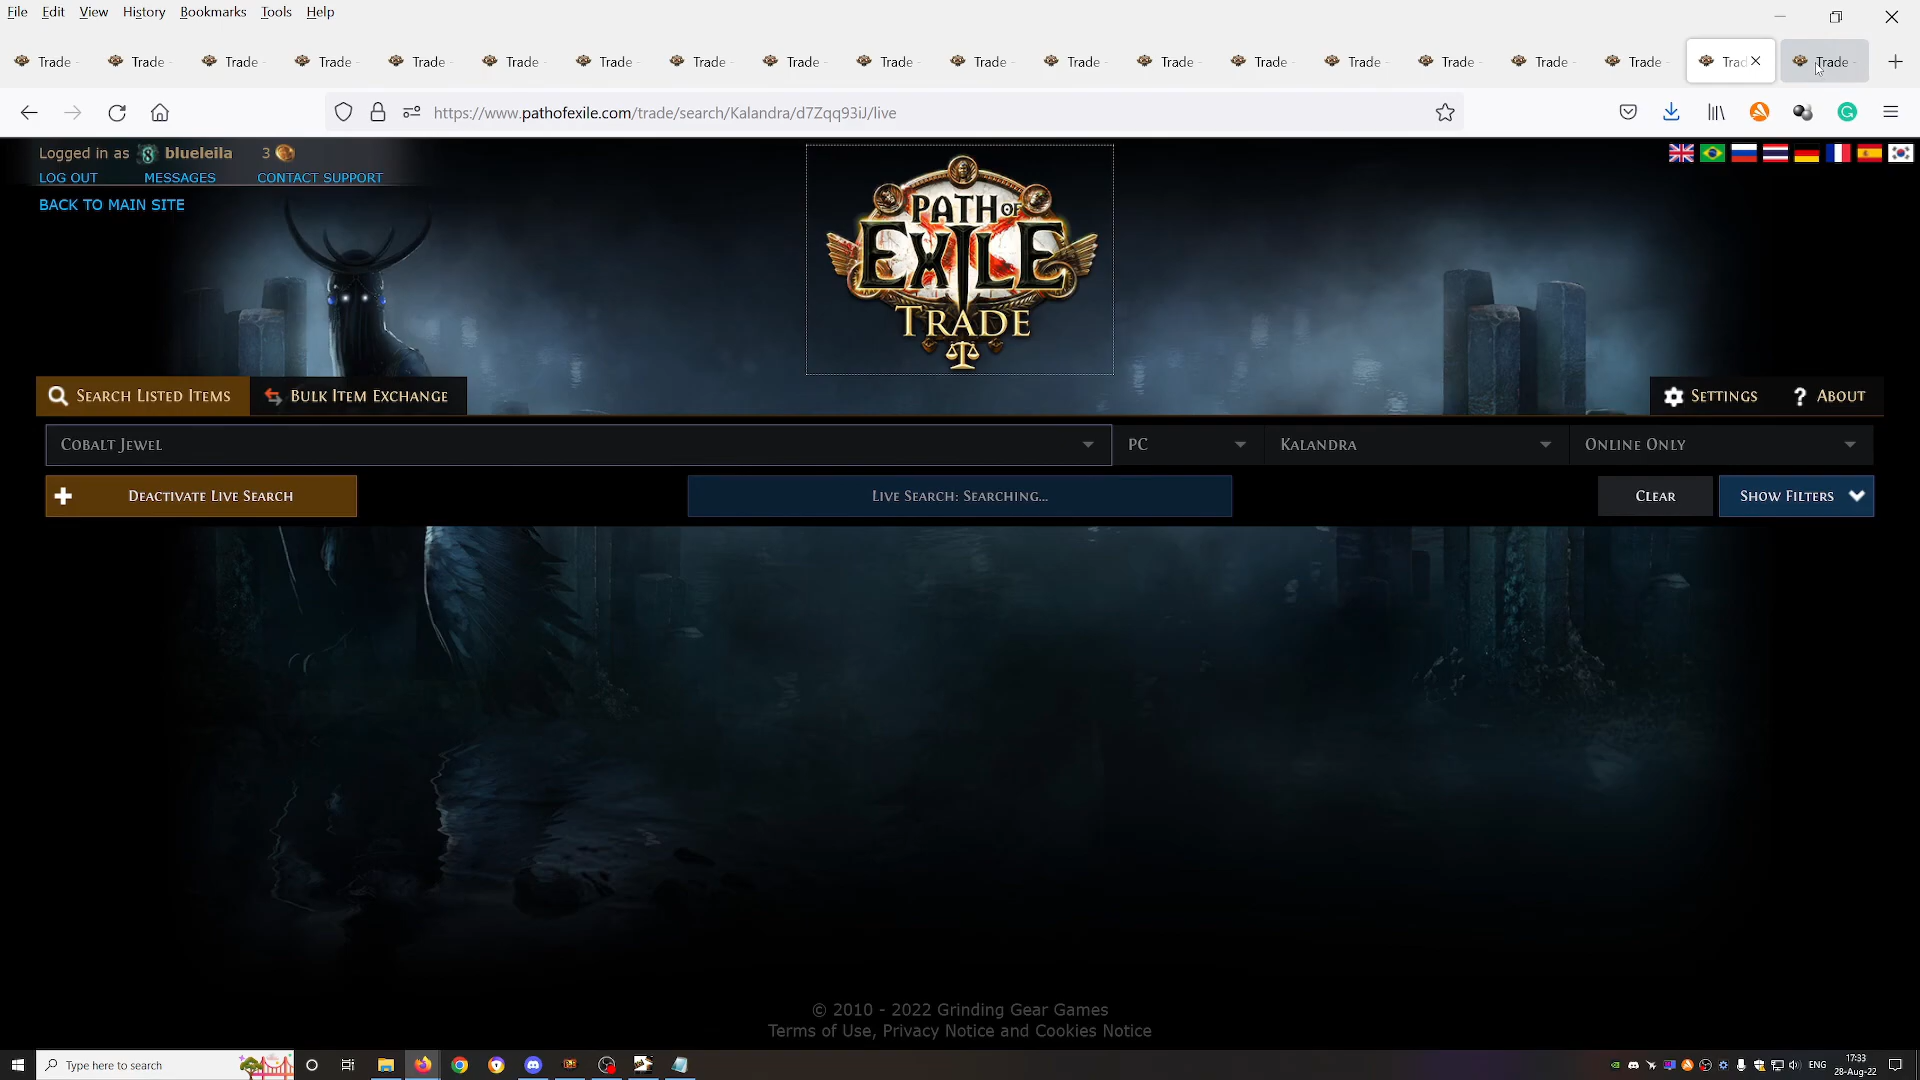 File Edit View History Bookmarks Tools Help
Trade Trade Trade Trade Trade Trade Trade Trade Trade Trade Trade Trade Trade Trade Trade Trade Trade Trade Trad Trade
https://www.pathofexile.com/trade/search/Kalandra/d7Zqq93iJ/live
Logged in as blueleila 3
LOG OUT MESSAGES CONTACT SUPPORT
BACK TO MAIN SITE
PATH OF
EXILE
TRADE
Search Listed Items Bulk Item Exchange Settings ? About
Cobalt Jewel PC Kalandra Online Only
Deactivate Live Search Live Search: Searching... Clear Show Filters
© 2010 - 2022 Grinding Gear Games
Terms of Use, Privacy Notice and Cookies Notice
Type here to search ENG 17:33
28-Aug-22